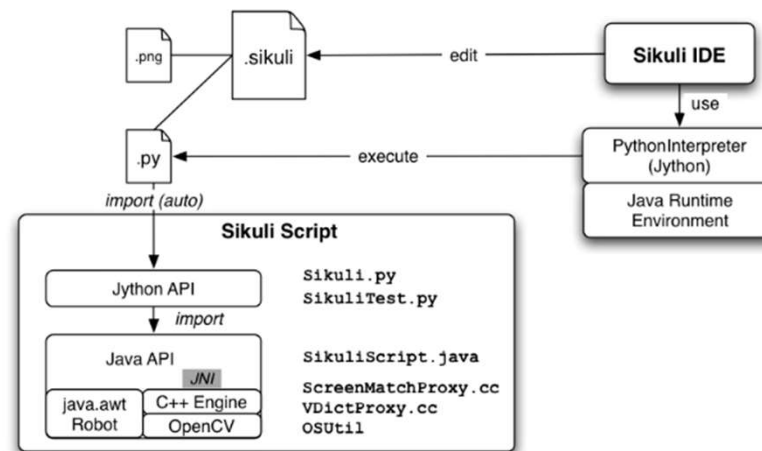 .png
.sikuli
edit
Sikuli IDE
use
.py
execute
PythonInterpreter
(Jython)
Java Runtime
Environment
import (auto)
Sikuli Script
Jython API
Sikuli.py
SikuliTest.py
import
Java API
SikuliScript.java
JNI
java.awt
Robot
C++ Engine
OpenCV
ScreenMatchProxy.cc
VDictProxy.cc
OSUtil